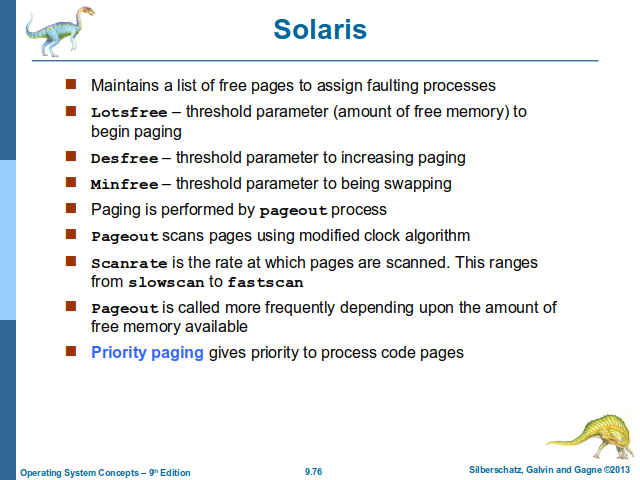 Solaris
Maintains a list of free pages to assign faulting processes
Lotsfree – threshold parameter (amount of free memory) to
begin paging
Desfree – threshold parameter to increasing paging
Minfree – threshold parameter to being swapping
Paging is performed by pageout process
Pageout scans pages using modified clock algorithm
Scanrate is the rate at which pages are scanned. This ranges
from slowscan to fastscan
Pageout is called more frequently depending upon the amount of
free memory available
Priority paging gives priority to process code pages
Operating System Concepts – 9th Edition
9.76
Silberschatz, Galvin and Gagne ©2013